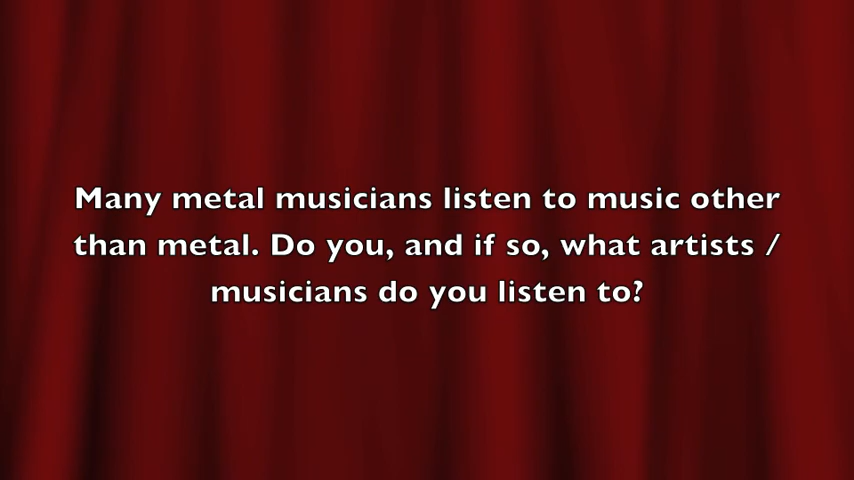 Many metal musicians listen to music other
than metal. Do you, and if so, what artists /
musicians do you listen to?